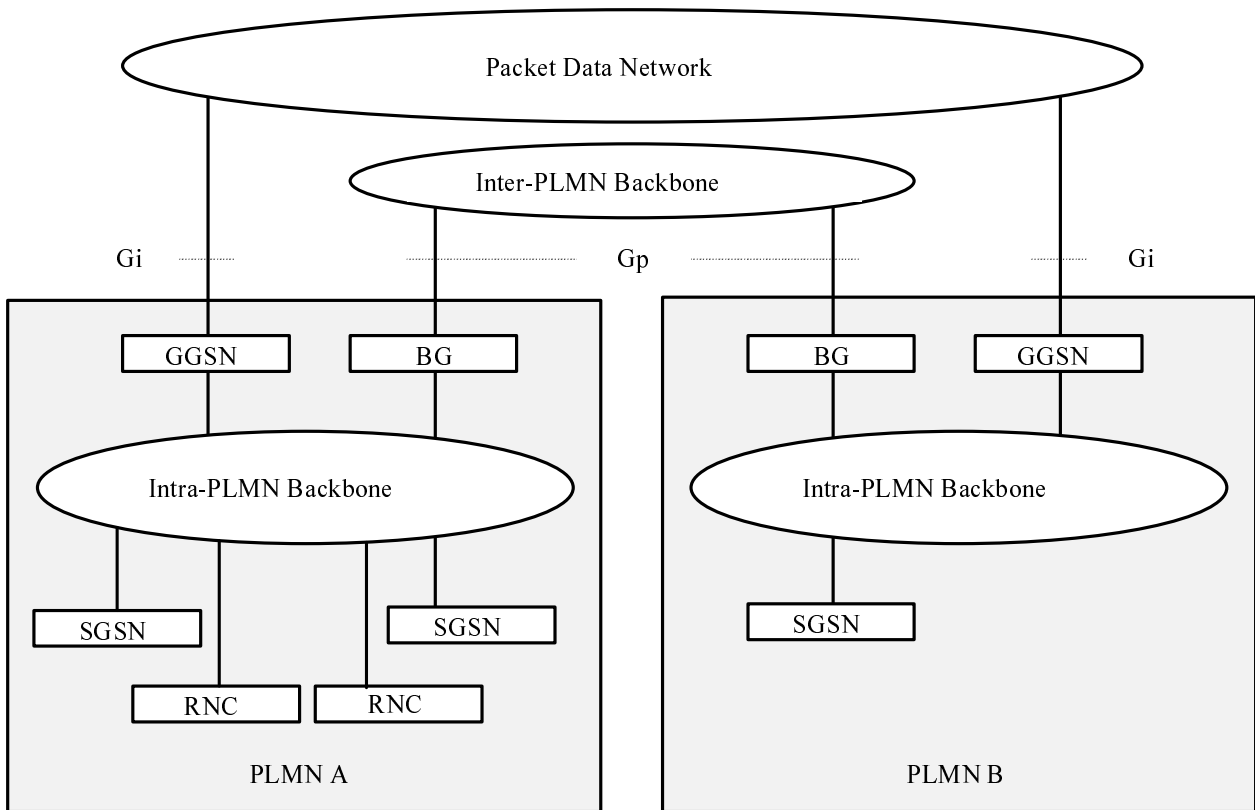 Packet Data Network
Inter-PLMN Backbone
Gi
Gp
Gi
GGSN
BG
BG
GGSN
Intra-PLMN Backbone
Intra-PLMN Backbone
SGSN
SGSN
SGSN
RNC
RNC
PLMN A
PLMN B